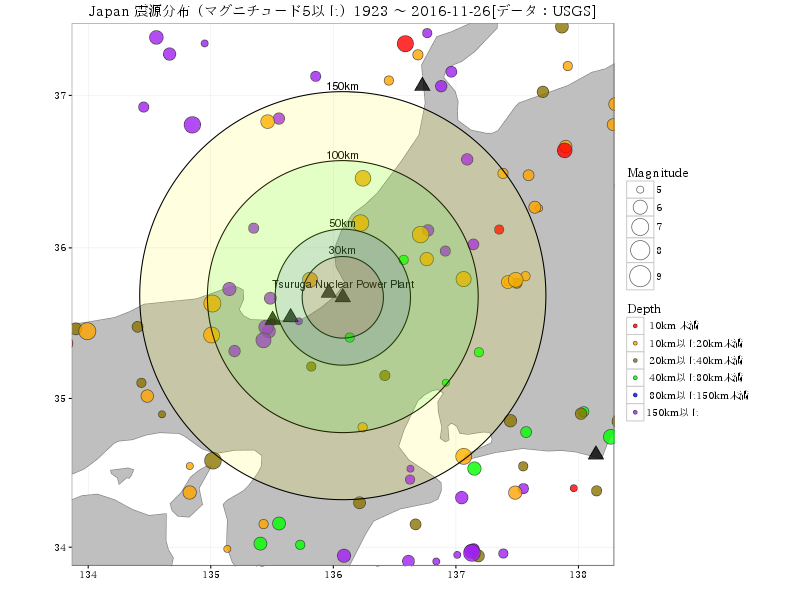 Japan 震源分布（マグニチュード5以上）1923 ～ 2016-11-26[データ：USGS]
37
36
35
34
134
135
136
137
138
150km
100km
50km
30km
Tsuruga Nuclear Power Plant
Magnitude
5
6
7
8
9
Depth
10km 未満
10km以上20km未満
20km以上40km未満
40km以上80km未満
80km以上150km未満
150km以上